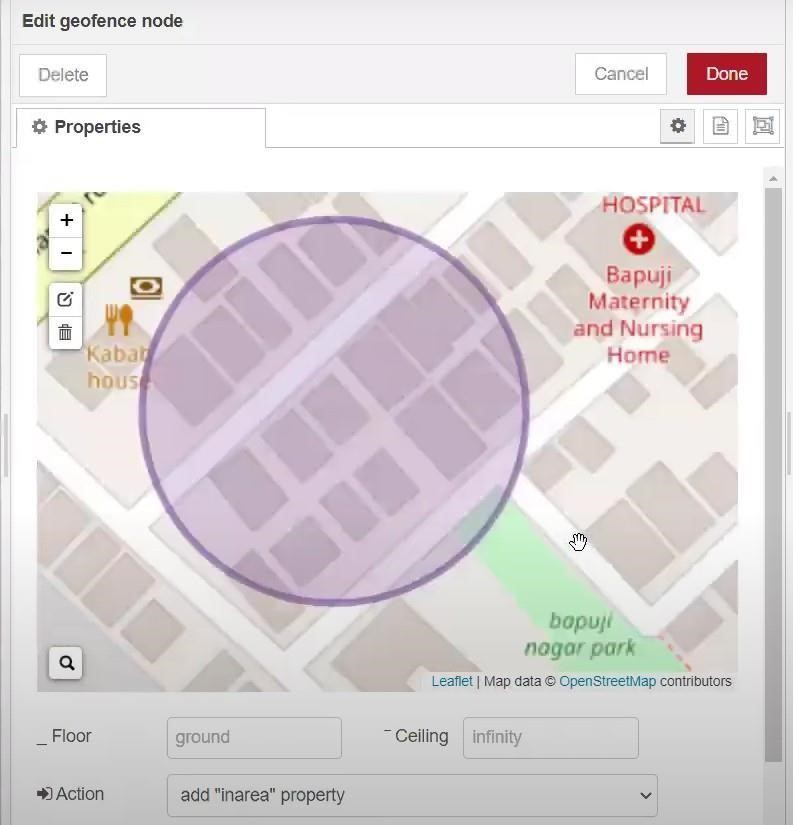 Edit geofence node
Delete
Cancel
Done
Properties
+
−
HOSPITAL
Bapuji
Maternity
and Nursing
Home
Kabab
house
bapuji
nagar park
Leaflet | Map data © OpenStreetMap contributors
Floor
ground
Ceiling
infinity
Action
add "inarea" property